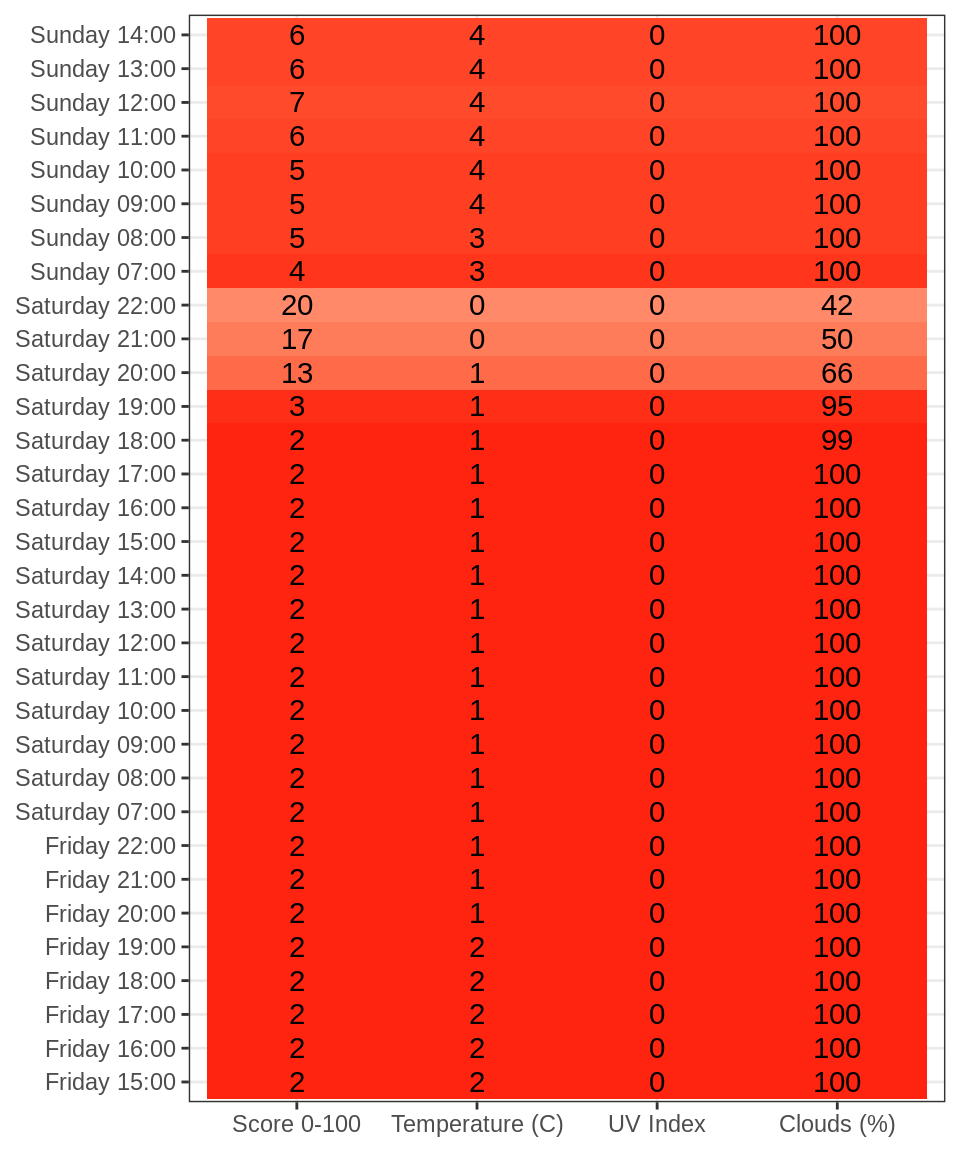 Sunday 14:00 6 4 0 100
Sunday 13:00 6 4 0 100
Sunday 12:00 7 4 0 100
Sunday 11:00 6 4 0 100
Sunday 10:00 5 4 0 100
Sunday 09:00 5 4 0 100
Sunday 08:00 5 3 0 100
Sunday 07:00 4 3 0 100
Saturday 22:00 20 0 0 42
Saturday 21:00 17 0 0 50
Saturday 20:00 13 1 0 66
Saturday 19:00 3 1 0 95
Saturday 18:00 2 1 0 99
Saturday 17:00 2 1 0 100
Saturday 16:00 2 1 0 100
Saturday 15:00 2 1 0 100
Saturday 14:00 2 1 0 100
Saturday 13:00 2 1 0 100
Saturday 12:00 2 1 0 100
Saturday 11:00 2 1 0 100
Saturday 10:00 2 1 0 100
Saturday 09:00 2 1 0 100
Saturday 08:00 2 1 0 100
Saturday 07:00 2 1 0 100
Friday 22:00 2 1 0 100
Friday 21:00 2 1 0 100
Friday 20:00 2 1 0 100
Friday 19:00 2 2 0 100
Friday 18:00 2 2 0 100
Friday 17:00 2 2 0 100
Friday 16:00 2 2 0 100
Friday 15:00 2 2 0 100
Score 0-100 Temperature (C) UV Index Clouds (%)